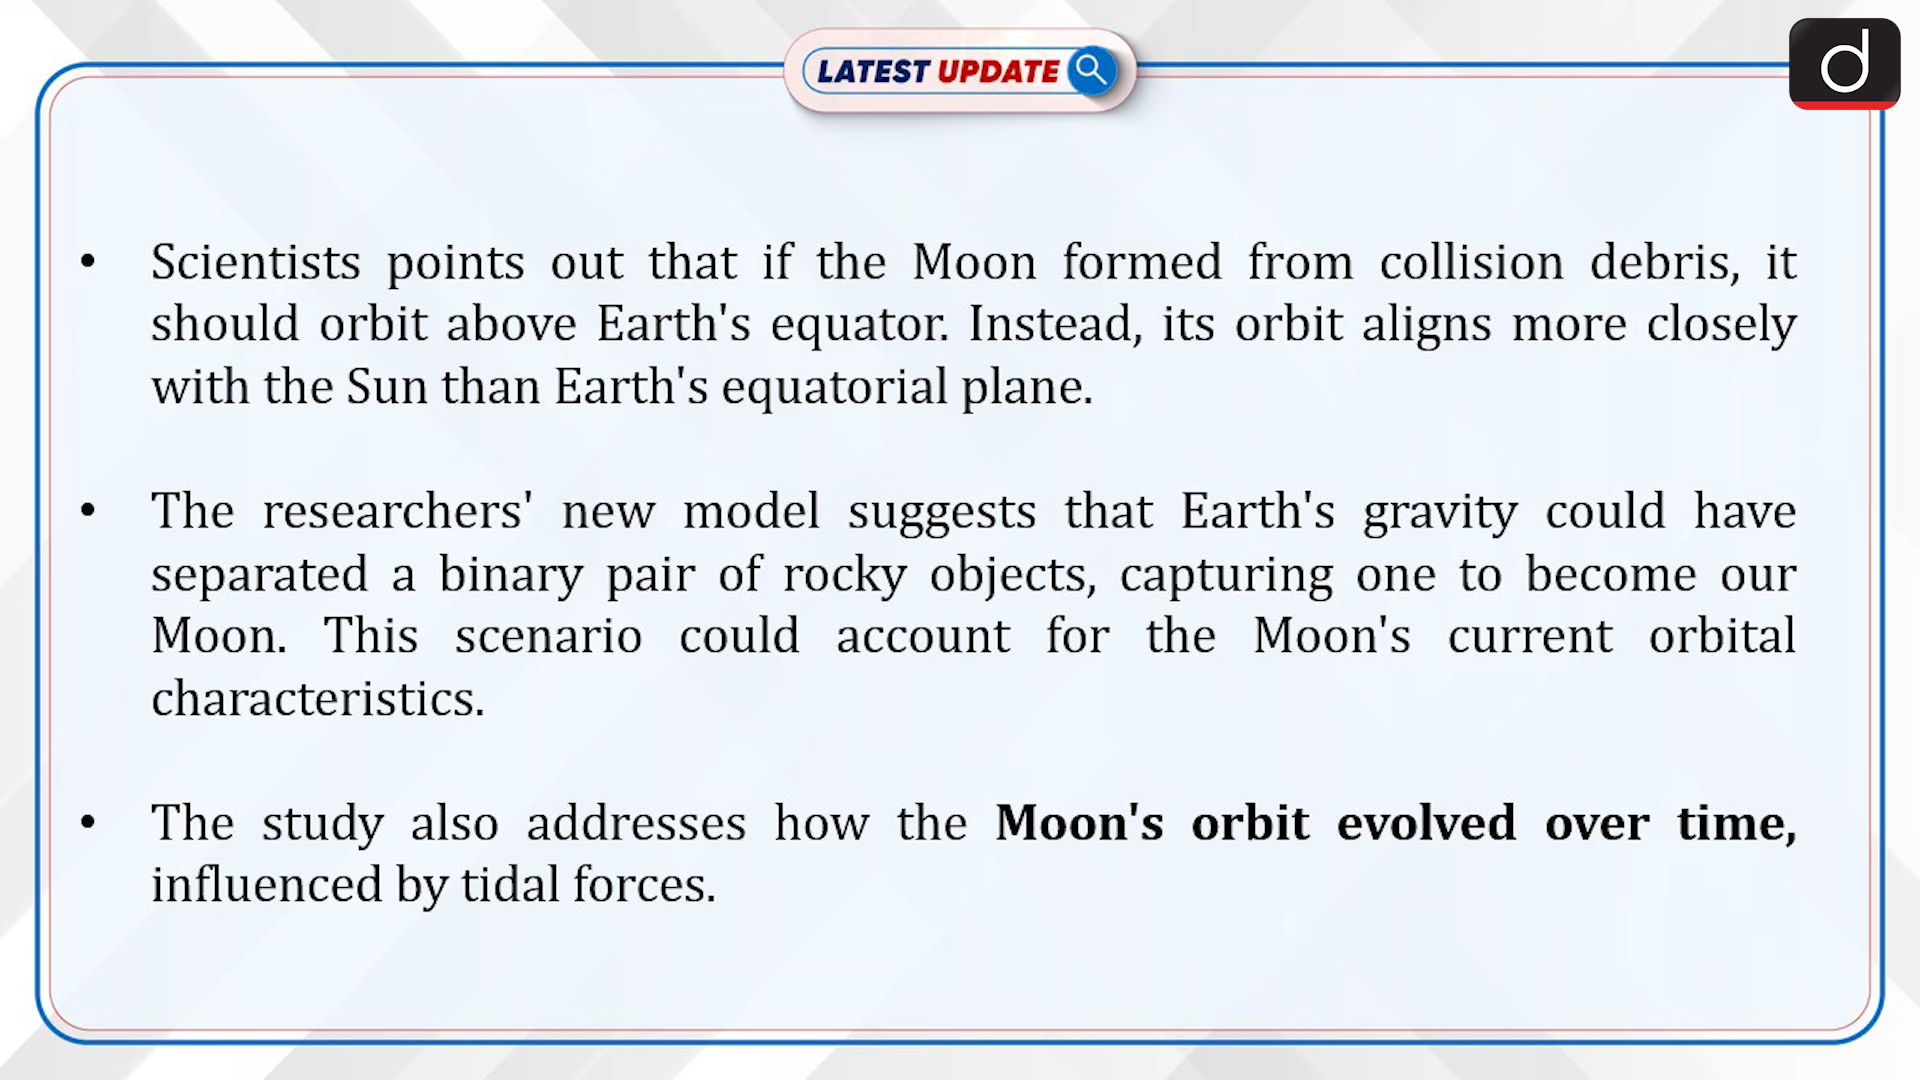 LATEST UPDATE
d
• Scientists points out that if the Moon formed from collision debris, it
should orbit above Earth's equator. Instead, its orbit aligns more closely
with the Sun than Earth's equatorial plane.
• The researchers' new model suggests that Earth's gravity could have
separated a binary pair of rocky objects, capturing one to become our
Moon. This scenario could account for the Moon's current orbital
characteristics.
• The study also addresses how the Moon's orbit evolved over time,
influenced by tidal forces.